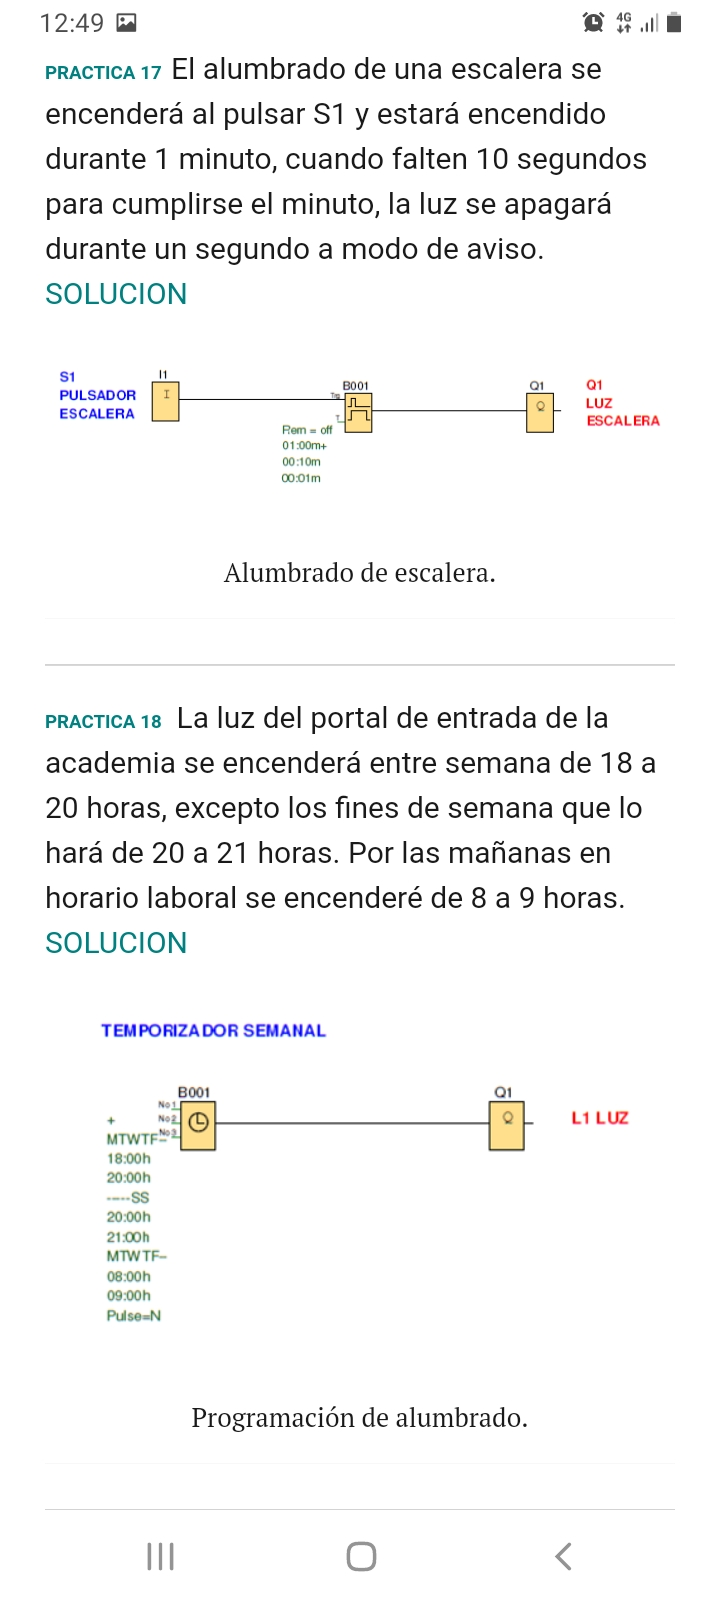 12:49 4G
PRACTICA 17 El alumbrado de una escalera se
encenderá al pulsar S1 y estará encendido
durante 1 minuto, cuando falten 10 segundos
para cumplirse el minuto, la luz se apagará
durante un segundo a modo de aviso.
SOLUCION
S1
PULSADOR
ESCALERA
I1
I
B001
Trg
T
Rem = off
01:00m+
00:10m
00:01m
Q1
Q
Q1
LUZ
ESCALERA
Alumbrado de escalera.
PRACTICA 18 La luz del portal de entrada de la
academia se encenderá entre semana de 18 a
20 horas, excepto los fines de semana que lo
hará de 20 a 21 horas. Por las mañanas en
horario laboral se encenderé de 8 a 9 horas.
SOLUCION
TEMPORIZADOR SEMANAL
B001
No1
No2
No3
+
MTWTF--
18:00h
20:00h
-----SS
20:00h
21:00h
MTWTF--
08:00h
09:00h
Pulse=N
Q1
Q
L1 LUZ
Programación de alumbrado.